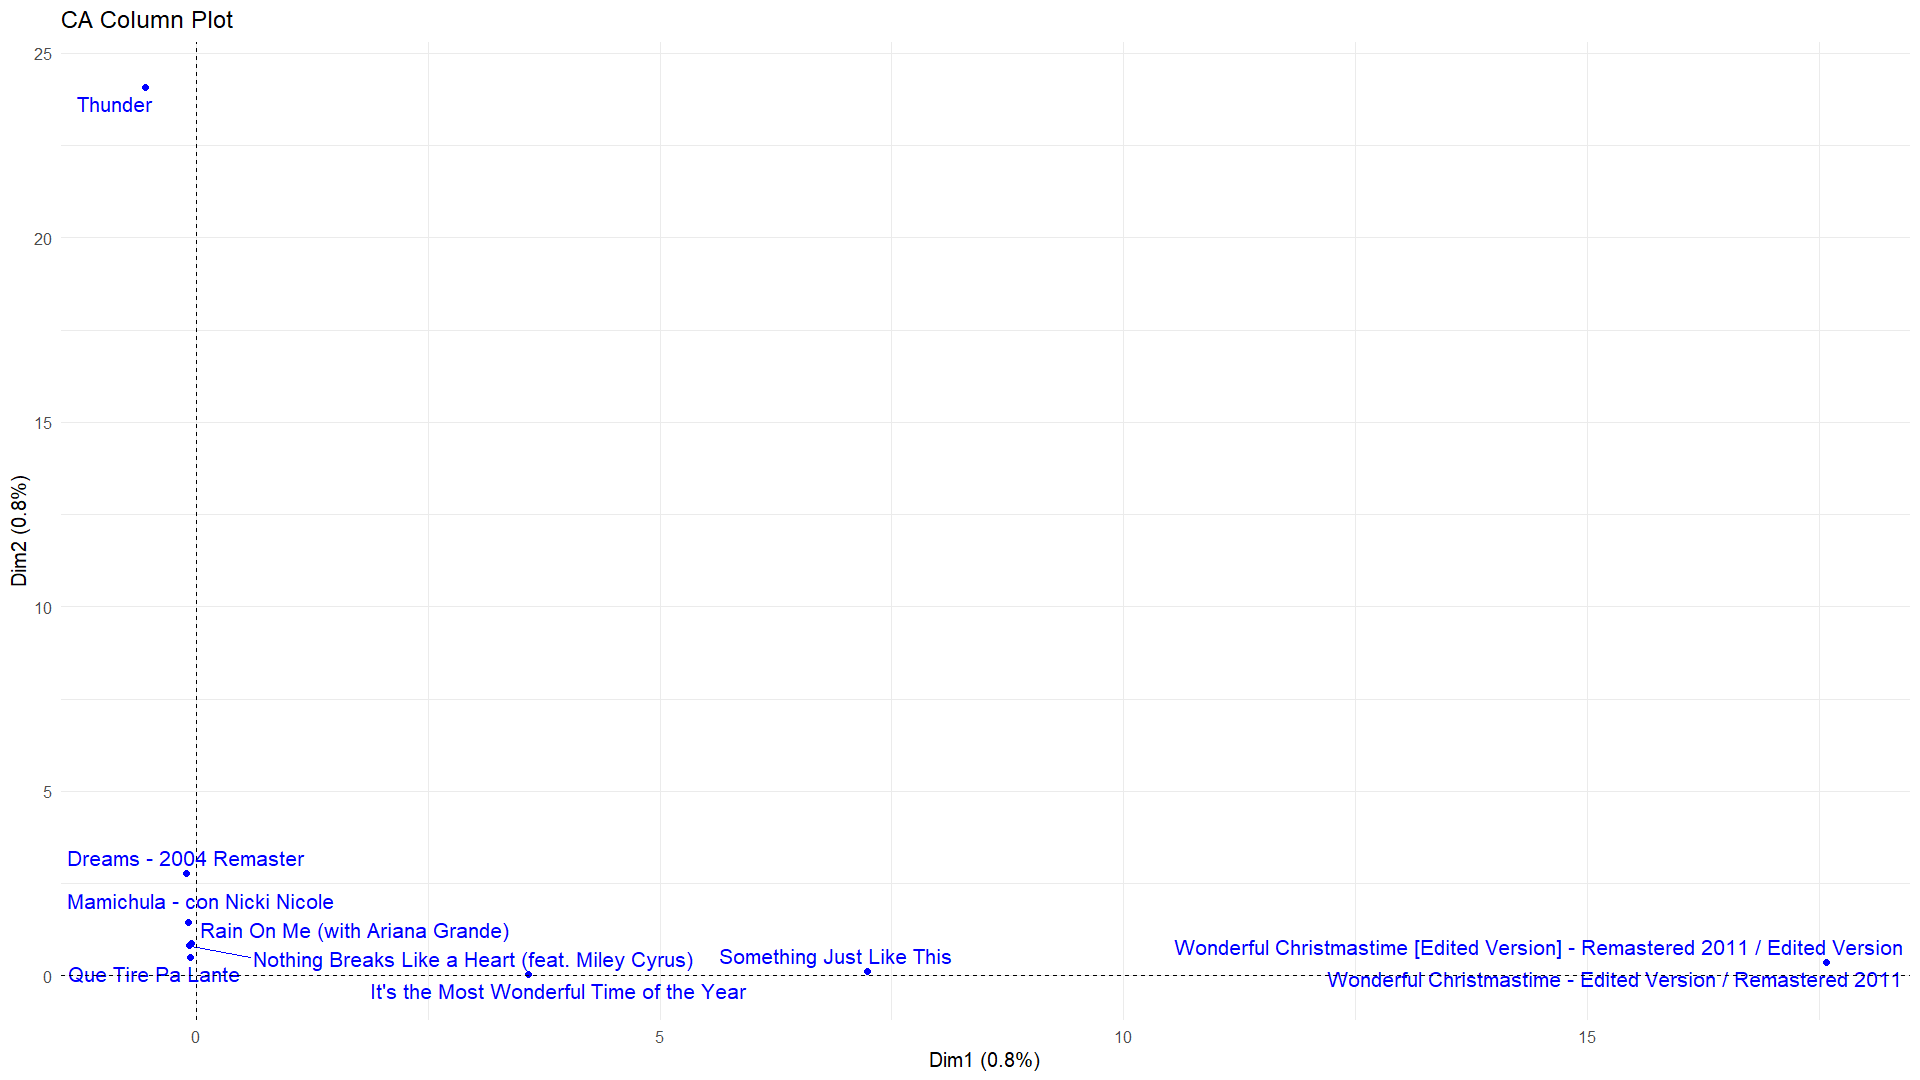 CA Column Plot
25
Thunder
20
15
Dim2 (0.8%)
10
5
Dreams - 2004 Remaster
Mamichula - con Nicki Nicole
Rain On Me (with Ariana Grande)
Nothing Breaks Like a Heart (feat. Miley Cyrus)
Something Just Like This
Wonderful Christmastime [Edited Version] - Remastered 2011 / Edited Version
0
Que Tire Pa Lante
Wonderful Christmastime - Edited Version / Remastered 2011
It's the Most Wonderful Time of the Year
0
5
10
15
Dim1 (0.8%)